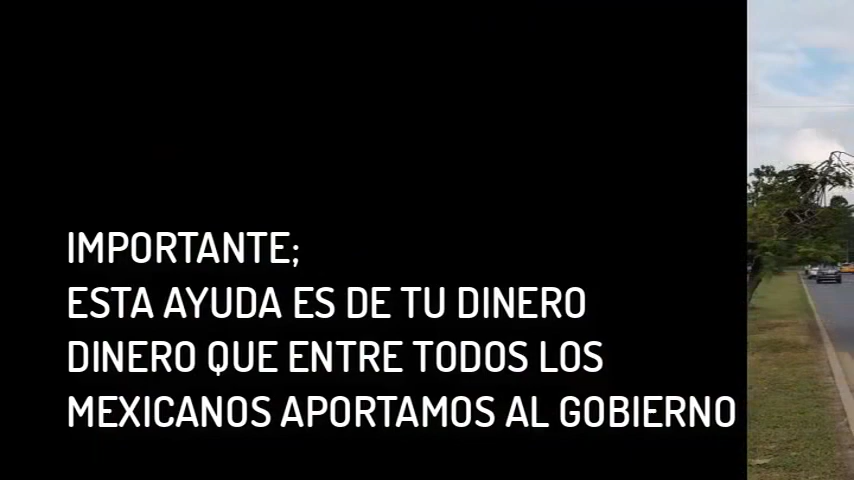 IMPORTANTE;
ESTA AYUDA ES DE TU DINERO
DINERO QUE ENTRE TODOS LOS
MEXICANOS APORTAMOS AL GOBIERNO